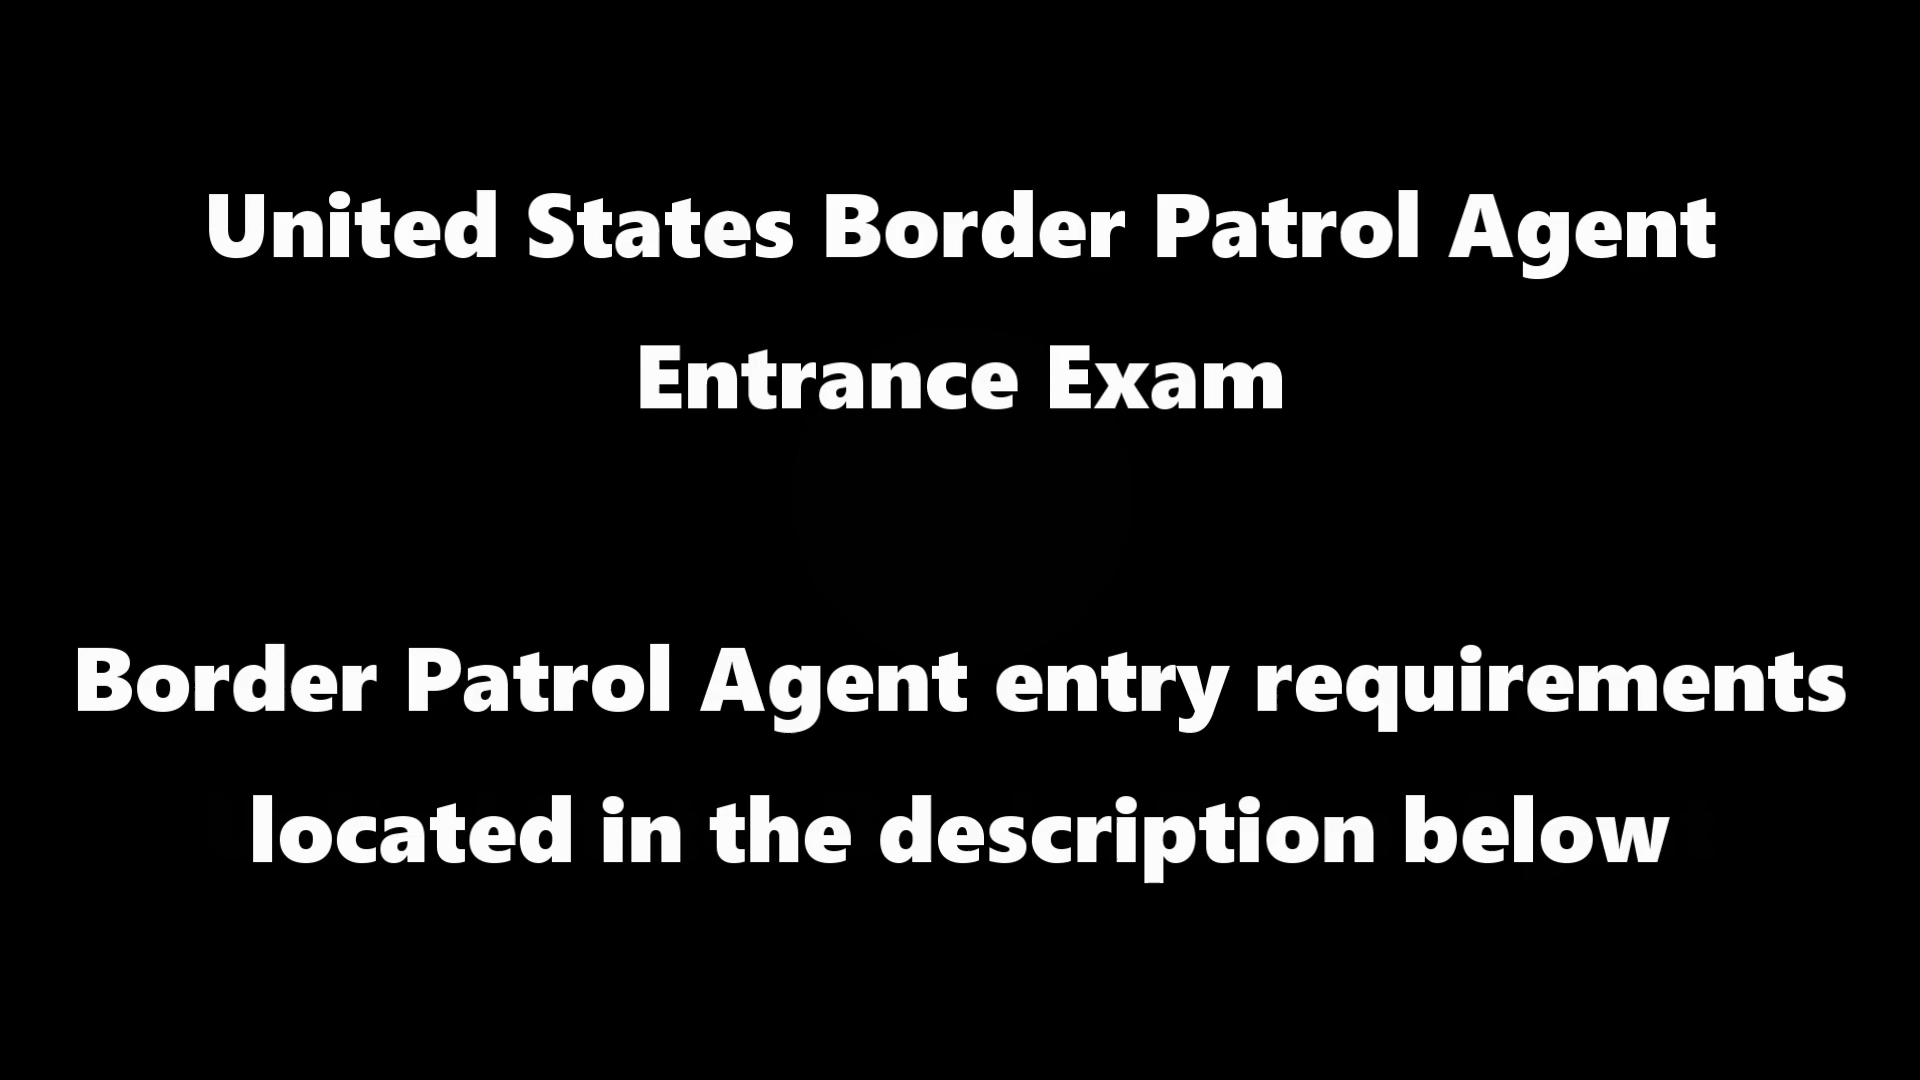 United States Border Patrol Agent
Entrance Exam
Border Patrol Agent entry requirements
located in the description below